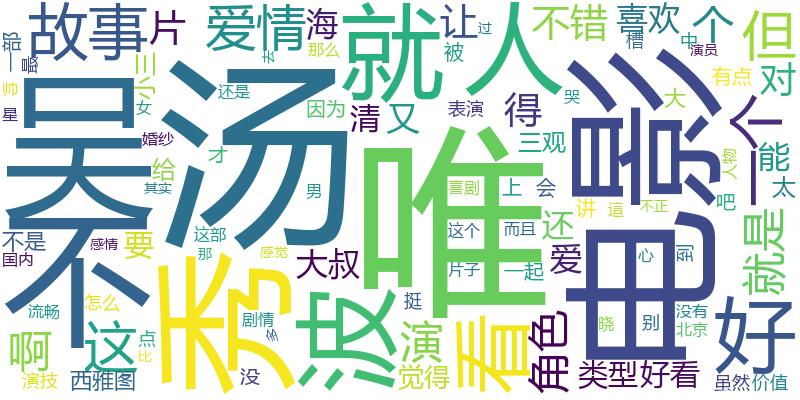 故事
片
爱情
海
就
人
让
不错
喜欢
个
但
一部
最
小三
去
那么
被
过
槽
中
演员
对
星
吴
汤
还是
因为
清
又
表演
得
哭
电影
有点
大
一个
女
婚纱
才
给
三观
能
太
唯
人物
吧
其实
男
喜剧
上
会
讲
這
不正
不是
国内
不
感情
要
这部
那
秀
感觉
大叔
波
这个
而且
还
爱
心
到
就是
片子
一起
流畅
怎么
剧情
多
挺
看
角色
晓
别
没有
北京
好
啊
这
点
比
演
觉得
演技
西雅图
没
类型
好看
虽然
价值